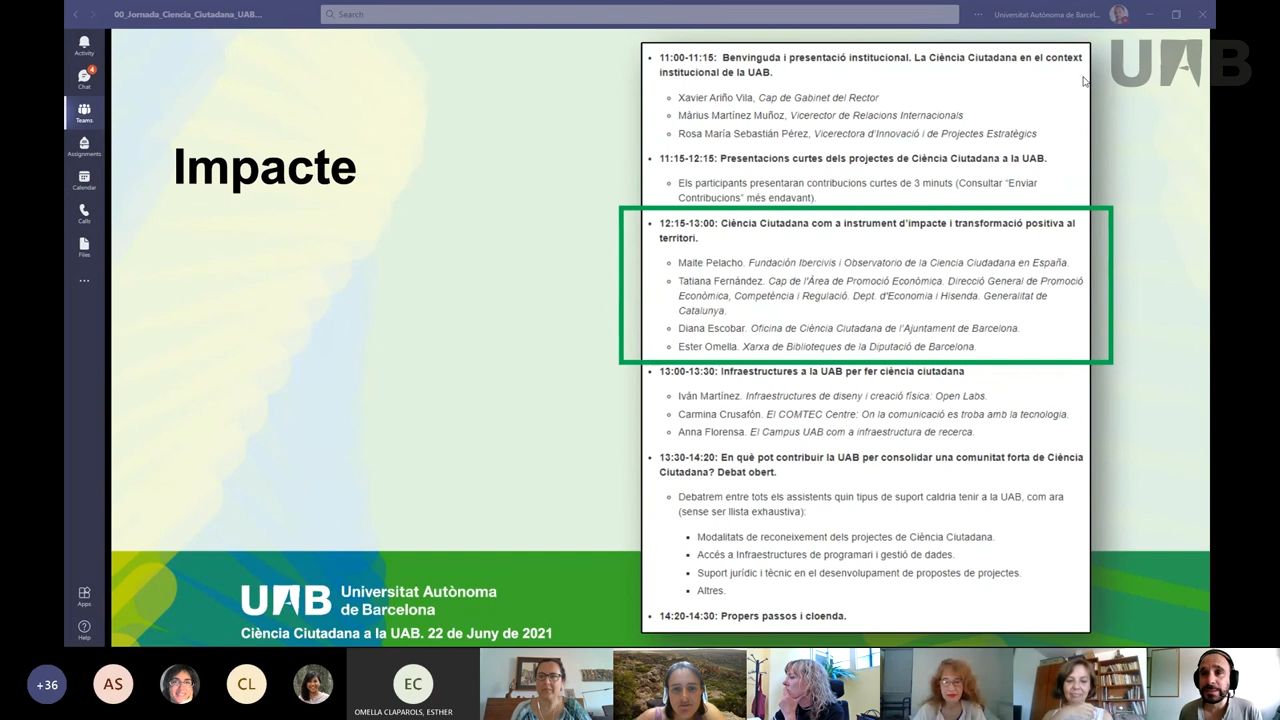 00_Jornada_Ciencia_Ciutadana_UAB...
Search
Universitat Autònoma de Barcel...
Activity
4
Chat
Teams
Assignments
Calendar
Calls
Files
Apps
Help
UAB
Impacte
• 11:00-11:15: Benvinguda i presentació institucional. La Ciència Ciutadana en el context
institucional de la UAB.
Xavier Ariño Vila, Cap de Gabinet del Rector
Màrius Martínez Muñoz, Vicerector de Relacions Internacionals
Rosa María Sebastián Pérez, Vicerectora d'Innovació i de Projectes Estratègics
• 11:15-12:15: Presentacions curtes dels projectes de Ciència Ciutadana a la UAB.
Els participants presentaran contribucions curtes de 3 minuts (Consultar “Enviar
Contribucions” més endavant).
• 12:15-13:00: Ciència Ciutadana com a instrument d'impacte i transformació positiva al
territori.
Maite Pelacho. Fundación Ibercivis i Observatorio de la Ciencia Ciudadana en España.
Tatiana Fernández. Cap de l'Àrea de Promoció Econòmica. Direcció General de Promoció
Econòmica, Competència i Regulació. Dept. d'Economia i Hisenda. Generalitat de
Catalunya.
Diana Escobar. Oficina de Ciència Ciutadana de l'Ajuntament de Barcelona.
Ester Omella. Xarxa de Biblioteques de la Diputació de Barcelona.
• 13:00-13:30: Infraestructures a la UAB per fer ciència ciutadana
Iván Martínez. Infraestructures de diseny i creació física: Open Labs.
Carmina Crusafón. El COMTEC Centre: On la comunicació es troba amb la tecnologia.
Anna Florensa. El Campus UAB com a infraestructura de recerca.
• 13:30-14:20: En què pot contribuir la UAB per consolidar una comunitat forta de Ciència
Ciutadana? Debat obert.
Debatrem entre tots els assistents quin tipus de suport caldria tenir a la UAB, com ara
(sense ser llista exhaustiva):
• Modalitats de reconeixement dels projectes de Ciència Ciutadana.
• Accés a Infraestructures de programari i gestió de dades.
• Suport jurídic i tècnic en el desenvolupament de propostes de projectes.
• Altres.
• 14:20-14:30: Propers passos i cloenda.
UAB Universitat Autònoma
de Barcelona
Ciència Ciutadana a la UAB. 22 de Juny de 2021
+36
AS
CL
EC
OMELLA CLAPAROLS, ESTHER